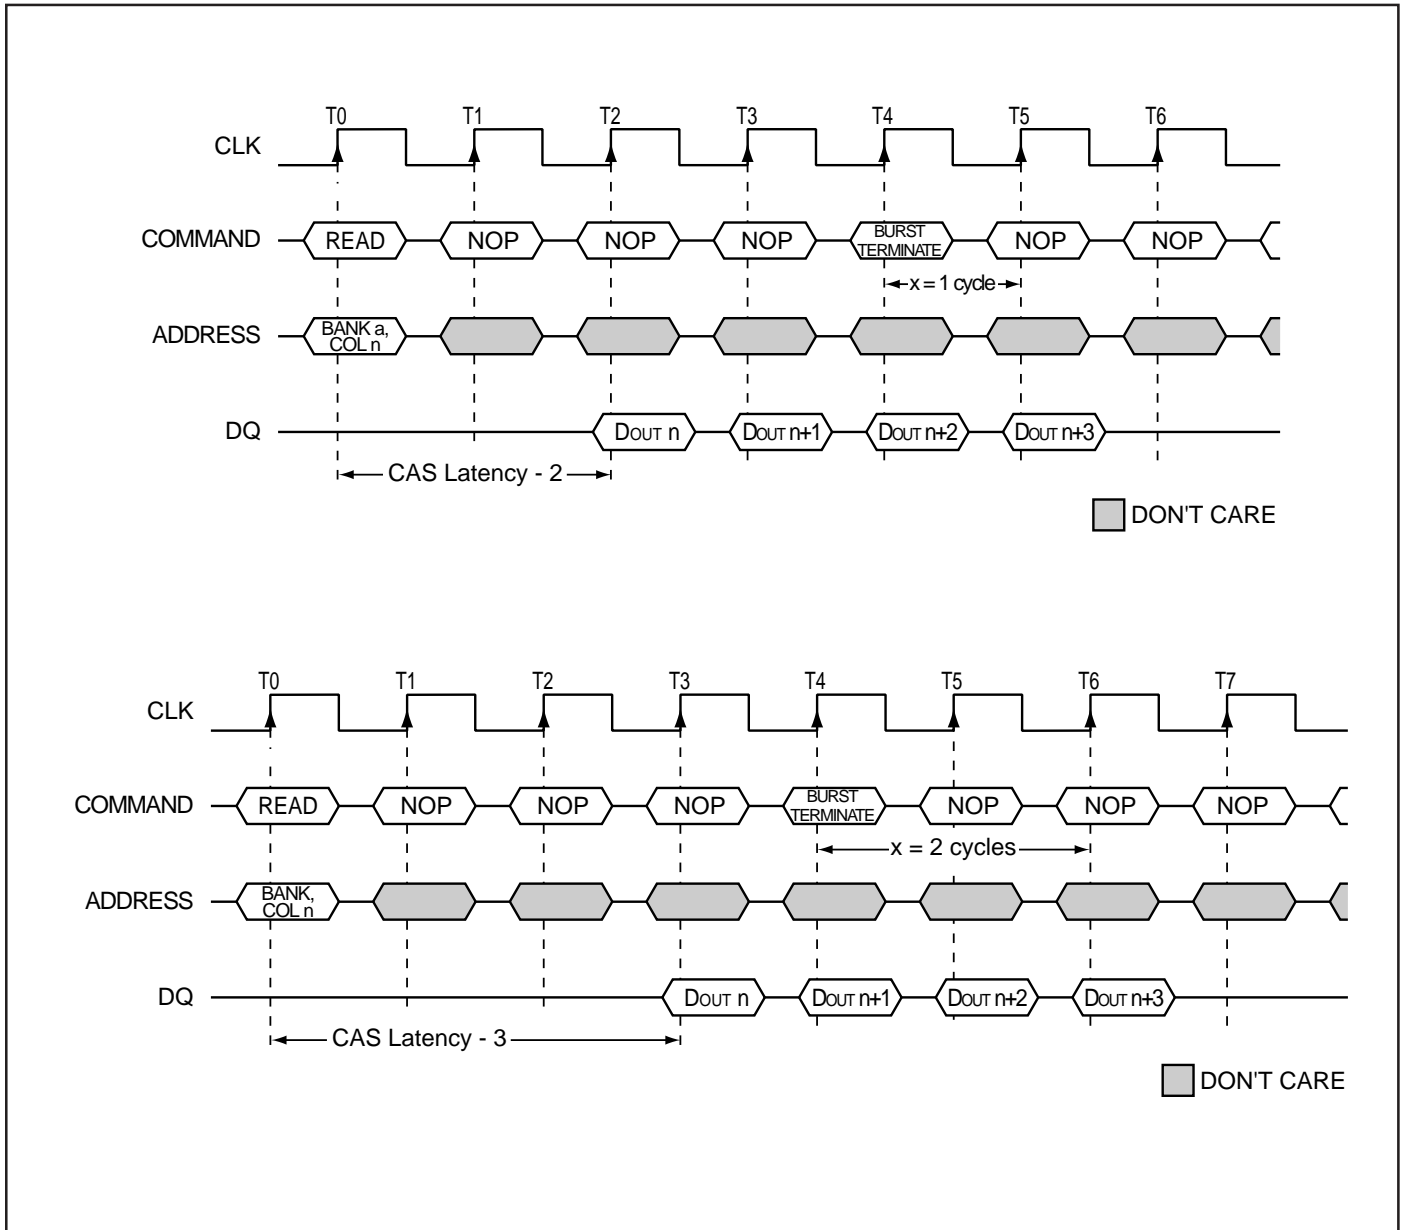 T0 T1 T2 T3 T4 T5 T6
CLK
COMMAND READ NOP NOP NOP BURST TERMINATE NOP NOP
x = 1 cycle
ADDRESS BANK a, COL n
DQ DOUT n DOUT n+1 DOUT n+2 DOUT n+3
CAS Latency - 2
DON'T CARE
T0 T1 T2 T3 T4 T5 T6 T7
CLK
COMMAND READ NOP NOP NOP BURST TERMINATE NOP NOP NOP
x = 2 cycles
ADDRESS BANK, COL n
DQ DOUT n DOUT n+1 DOUT n+2 DOUT n+3
CAS Latency - 3
DON'T CARE